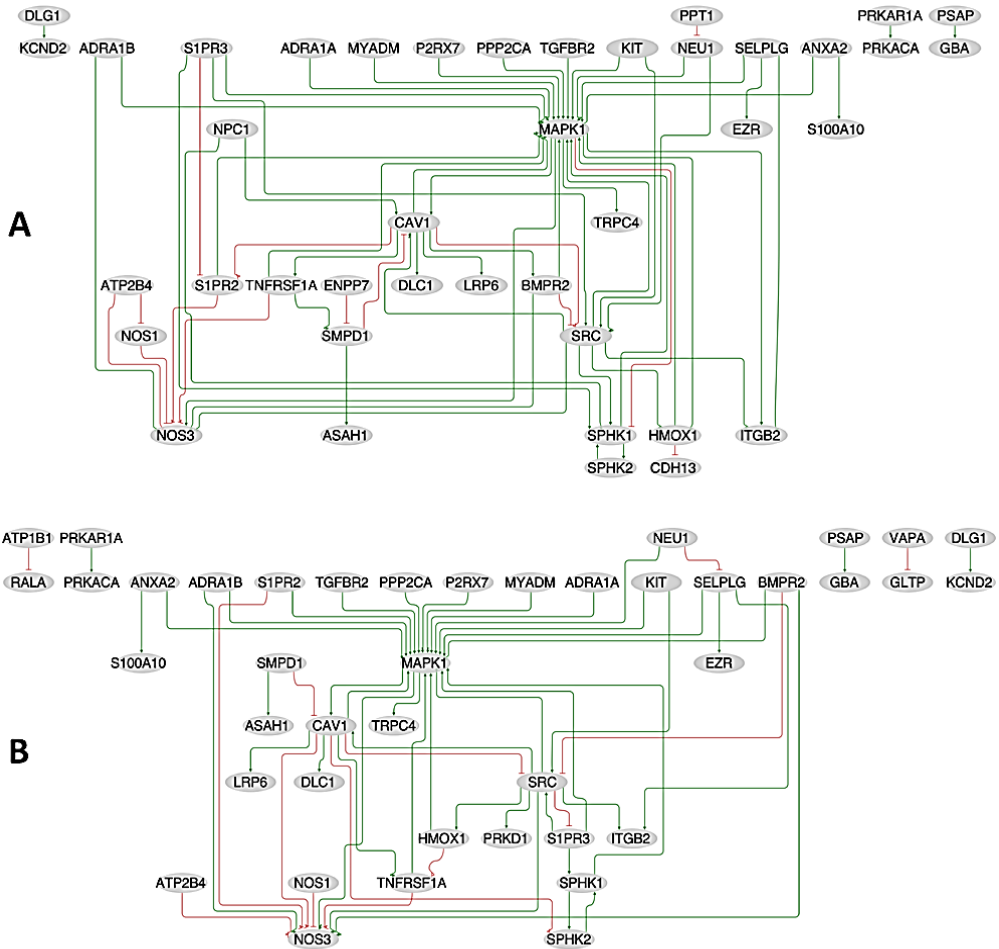 DLG1 PPT1 PRKAR1A PSAP
KCND2 ADRA1B S1PR3 ADRA1A MYADM P2RX7 PPP2CA TGFBR2 KIT NEU1 SELPLG ANXA2 PRKACA GBA
NPC1 MAPK1 EZR S100A10
A CAV1 TRPC4
ATP2B4 S1PR2 TNFRSF1A ENPP7 DLC1 LRP6 BMPR2
NOS1 SMPD1 SRC
NOS3 ASAH1 SPHK1 HMOX1 ITGB2
SPHK2 CDH13
ATP1B1 PRKAR1A NEU1 PSAP VAPA DLG1
RALA PRKACA ANXA2 ADRA1B S1PR2 TGFBR2 PPP2CA P2RX7 MYADM ADRA1A KIT SELPLG BMPR2 GBA GLTP KCND2
S100A10 SMPD1 MAPK1 EZR
ASAH1 CAV1 TRPC4
B LRP6 DLC1 SRC
HMOX1 PRKD1 S1PR3 ITGB2
ATP2B4 NOS1 TNFRSF1A SPHK1
NOS3 SPHK2